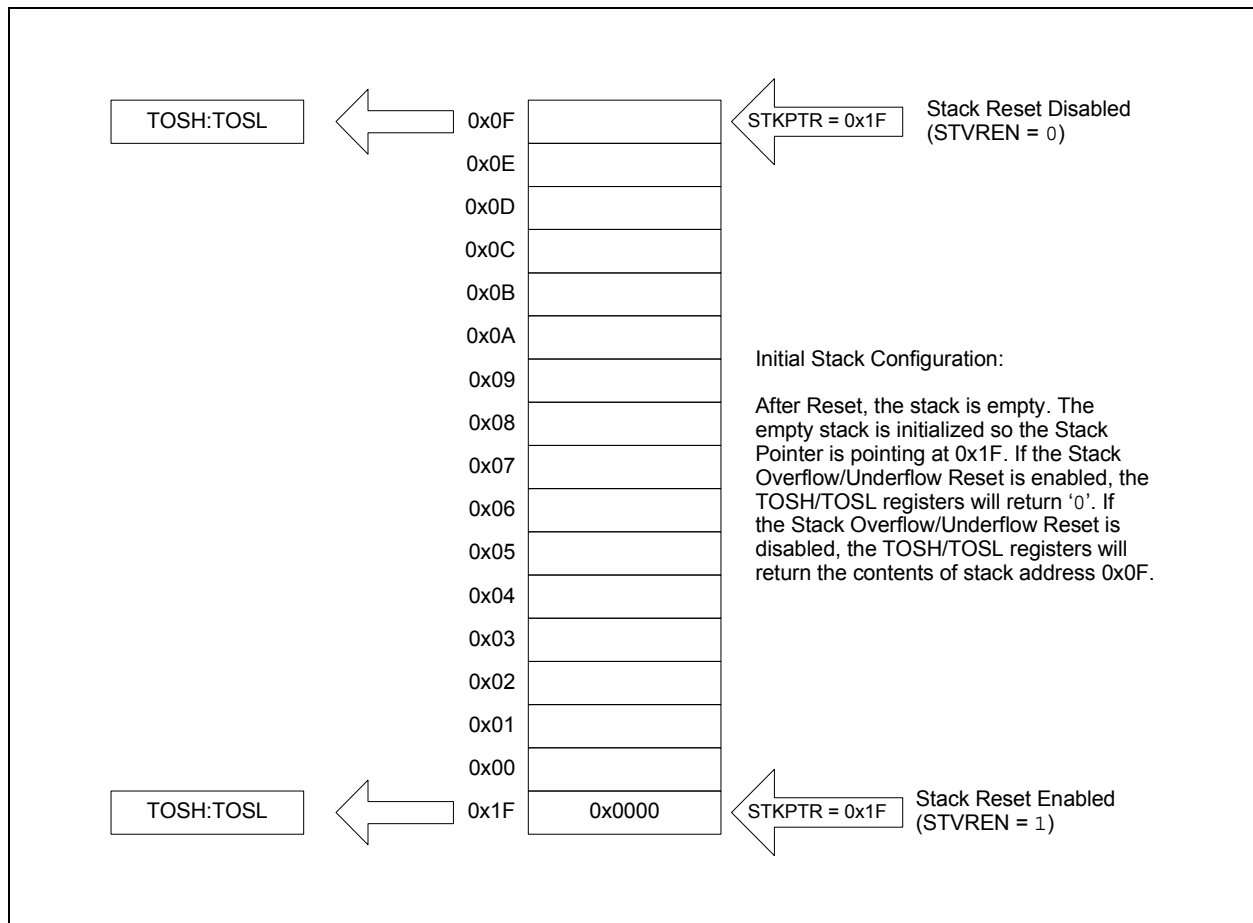 TOSH:TOSL
0x0F
STKPTR = 0x1F
Stack Reset Disabled
(STVREN = 0)
0x0E
0x0D
0x0C
0x0B
0x0A
0x09
0x08
0x07
0x06
0x05
0x04
0x03
0x02
0x01
0x00
Initial Stack Configuration:
After Reset, the stack is empty. The
empty stack is initialized so the Stack
Pointer is pointing at 0x1F. If the Stack
Overflow/Underflow Reset is enabled, the
TOSH/TOSL registers will return ‘0’. If
the Stack Overflow/Underflow Reset is
disabled, the TOSH/TOSL registers will
return the contents of stack address 0x0F.
TOSH:TOSL
0x1F
0x0000
STKPTR = 0x1F
Stack Reset Enabled
(STVREN = 1)